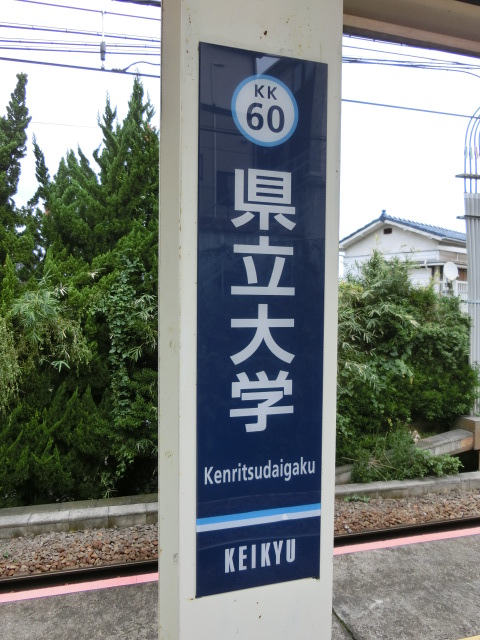 KK
60
県立大学
Kenritsudaigaku
KEIKYU